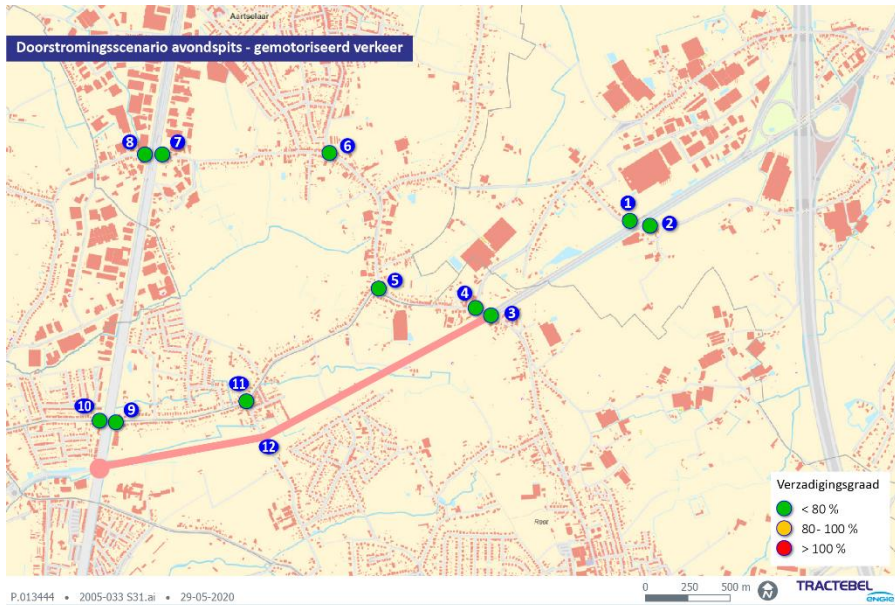 Aartselaar
Doorstromingsscenario avondspits - gemotoriseerd verkeer
8
7
6
1
2
5
4
3
11
10
9
12
Reet
Verzadigingsgraad
< 80 %
80 - 100 %
> 100 %
P.013444 • 2005-033 S31.ai • 29-05-2020
0 250 500 m
N
TRACTEBEL
ENGIE